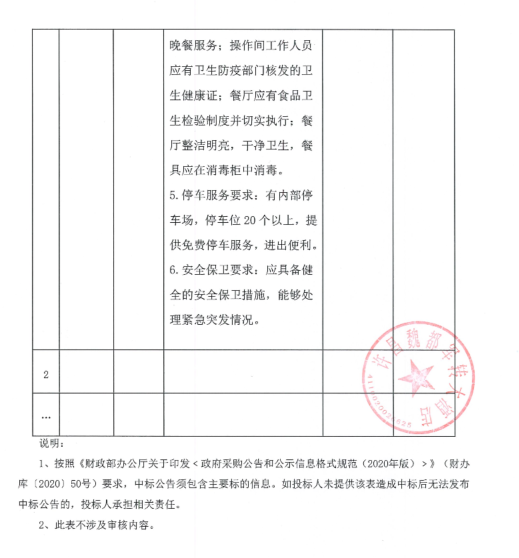 晚餐服务；操作间工作人员
应有卫生防疫部门核发的卫
生健康证；餐厅应有食品卫
生检验制度并切实执行；餐
厅整洁明亮，干净卫生，餐
具应在消毒柜中消毒。
5.停车服务要求：有内部停
车场，停车位 20 个以上，提
供免费停车服务，进出便利。
6.安全保卫要求：应具备健
全的安全保卫措施，能够处
理紧急突发情况。
2
...
说明：
1、按照《财政部办公厅关于印发＜政府采购公告和公示信息格式规范（2020年版）＞》（财办
库〔2020〕50号）要求，中标公告须包含主要标的信息。如投标人未提供该表造成中标后无法发布
中标公告的，投标人承担相关责任。
2、此表不涉及审核内容。